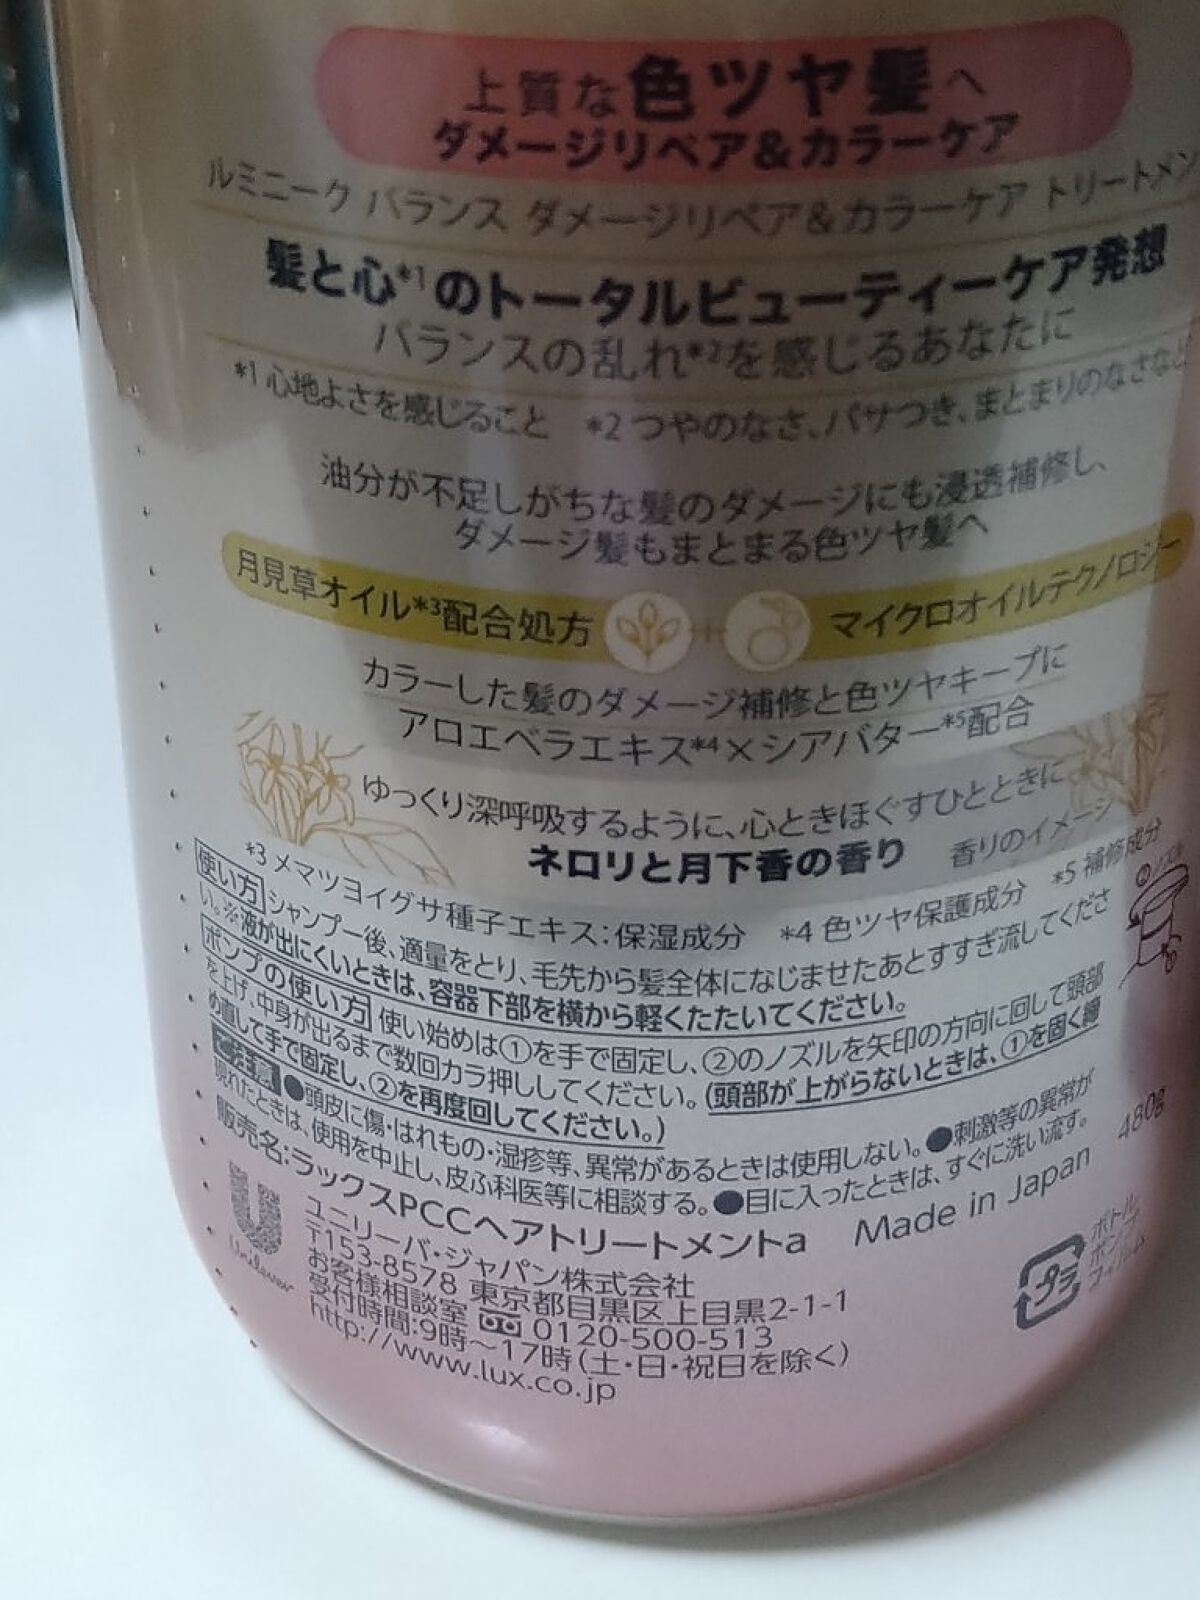 上質な色ツヤ髪へ
ダメージリペア&カラーケア
ルミニーク バランス ダメージリペア&カラーケア トリートメン
髪と心*1のトータルビューティーケア発想
バランスの乱れ*2を感じるあなたに
*1 心地よさを感じること *2 つやのなさ、パサつき、まとまりのなさなど
油分が不足しがちな髪のダメージにも浸透補修し、
ダメージ髪もまとまる色ツヤ髪へ
月見草オイル*3配合処方 + マイクロオイルテクノロジー
カラーした髪のダメージ補修と色ツヤキープに
アロエベラエキス*4×シアバター*5配合
ゆっくり深呼吸するように、心ときほぐすひとときに
ネロリと月下香の香り 香りのイメージ
*3 メマツヨイグサ種子エキス:保湿成分 *4 色ツヤ保護成分 *5 補修成分
使い方 シャンプー後、適量をとり、毛先から髪全体になじませたあとすすぎ流してくださ
い。※液が出にくいときは、容器下部を横から軽くたたいてください。
ポンプの使い方 使い始めは①を手で固定し、②のノズルを矢印の方向に回して頭部
を上げ、中身が出るまで数回カラ押ししてください。(頭部が上がらないときは、①を固く締
め直して手で固定し、②を再度回してください。)
ご注意 ●頭皮に傷・はれもの・湿疹等、異常があるときは使用しない。●刺激等の異常が
現れたときは、使用を中止し、皮ふ科医等に相談する。●目に入ったときは、すぐに洗い流す。
販売名:ラックスPCCヘアトリートメントa Made in Japan 480g
Unilever
ユニリーバ・ジャパン株式会社
〒153-8578 東京都目黒区上目黒2-1-1
お客様相談室 0120-500-513
受付時間:9時〜17時(土・日・祝日を除く)
http://www.lux.co.jp
プラ
ボトル
ポンプ
フィルム